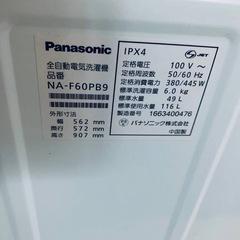 Panasonic
全自動電気洗濯機
品番
NA-F60PB9
外形寸法
幅 562 mm
奥行 572 mm
高さ 907 mm
IPX4
JET
定格電圧 100 V～
定格周波数 50/60 Hz
定格消費電力 380/445W
標準洗濯容量 6.0 kg
標準水量 49 L
標準使用水量 116 L
製造番号 1663400476
パナソニック株式会社
中国製